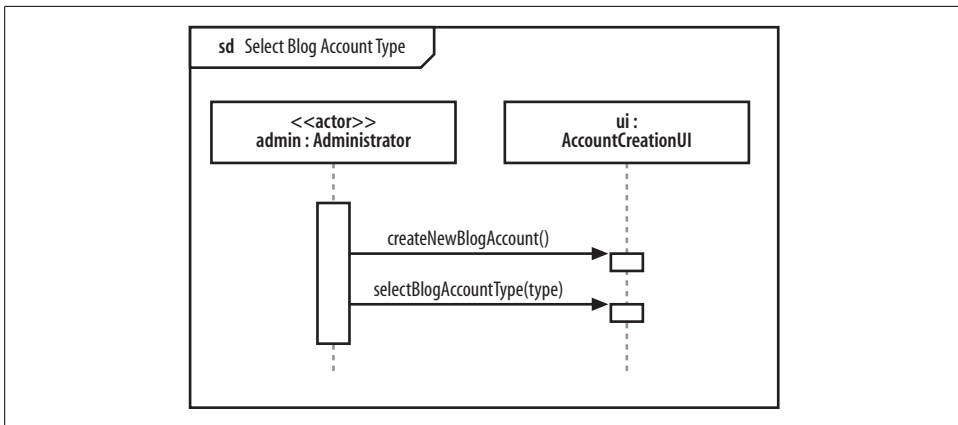 sd Select Blog Account Type
<<actor>>
admin : Administrator
ui :
AccountCreationUI
createNewBlogAccount()
selectBlogAccountType(type)